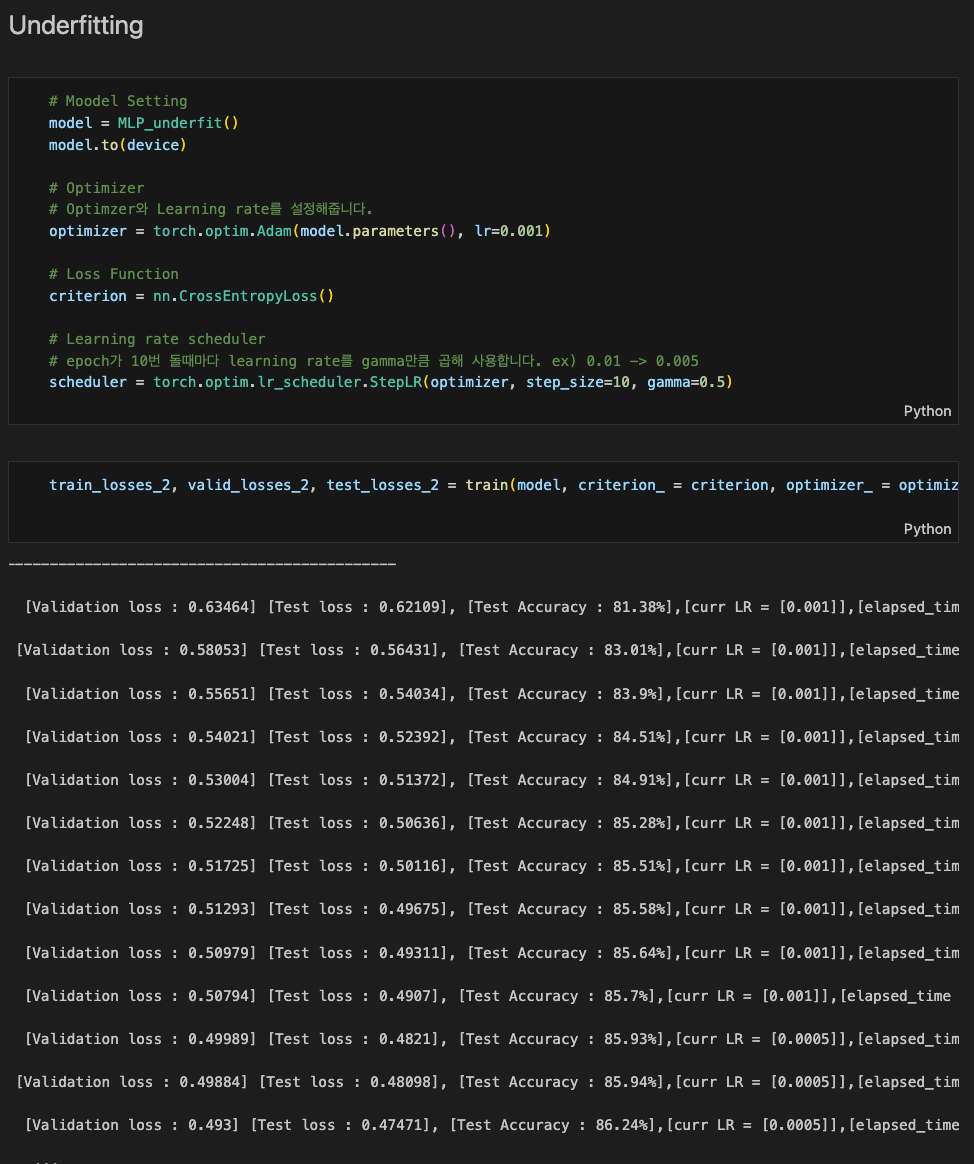 Underfitting
# Moodel Setting
model = MLP_underfit()
model.to(device)
# Optimizer
# Optimzer와 Learning rate를 설정해줍니다.
optimizer = torch.optim.Adam(model.parameters(), lr=0.001)
# Loss Function
criterion = nn.CrossEntropyLoss()
# Learning rate scheduler
# epoch가 10번 돌때마다 learning rate를 gamma만큼 곱해 사용합니다. ex) 0.01 -> 0.005
scheduler = torch.optim.lr_scheduler.StepLR(optimizer, step_size=10, gamma=0.5)
Python
train_losses_2, valid_losses_2, test_losses_2 = train(model, criterion_ = criterion, optimizer_ = optimiz
Python
-----------------------------------------------
[Validation loss : 0.63464] [Test loss : 0.62109], [Test Accuracy : 81.38%],[curr LR = [0.001]],[elapsed_tim
[Validation loss : 0.58053] [Test loss : 0.56431], [Test Accuracy : 83.01%],[curr LR = [0.001]],[elapsed_time
[Validation loss : 0.55651] [Test loss : 0.54034], [Test Accuracy : 83.9%],[curr LR = [0.001]],[elapsed_time
[Validation loss : 0.54021] [Test loss : 0.52392], [Test Accuracy : 84.51%],[curr LR = [0.001]],[elapsed_tim
[Validation loss : 0.53004] [Test loss : 0.51372], [Test Accuracy : 84.91%],[curr LR = [0.001]],[elapsed_tim
[Validation loss : 0.52248] [Test loss : 0.50636], [Test Accuracy : 85.28%],[curr LR = [0.001]],[elapsed_tim
[Validation loss : 0.51725] [Test loss : 0.50116], [Test Accuracy : 85.51%],[curr LR = [0.001]],[elapsed_tim
[Validation loss : 0.51293] [Test loss : 0.49675], [Test Accuracy : 85.58%],[curr LR = [0.001]],[elapsed_tim
[Validation loss : 0.50979] [Test loss : 0.49311], [Test Accuracy : 85.64%],[curr LR = [0.001]],[elapsed_tim
[Validation loss : 0.50794] [Test loss : 0.4907], [Test Accuracy : 85.7%],[curr LR = [0.001]],[elapsed_time
[Validation loss : 0.49989] [Test loss : 0.4821], [Test Accuracy : 85.93%],[curr LR = [0.0005]],[elapsed_tim
[Validation loss : 0.49884] [Test loss : 0.48098], [Test Accuracy : 85.94%],[curr LR = [0.0005]],[elapsed_tim
[Validation loss : 0.493] [Test loss : 0.47471], [Test Accuracy : 86.24%],[curr LR = [0.0005]],[elapsed_time